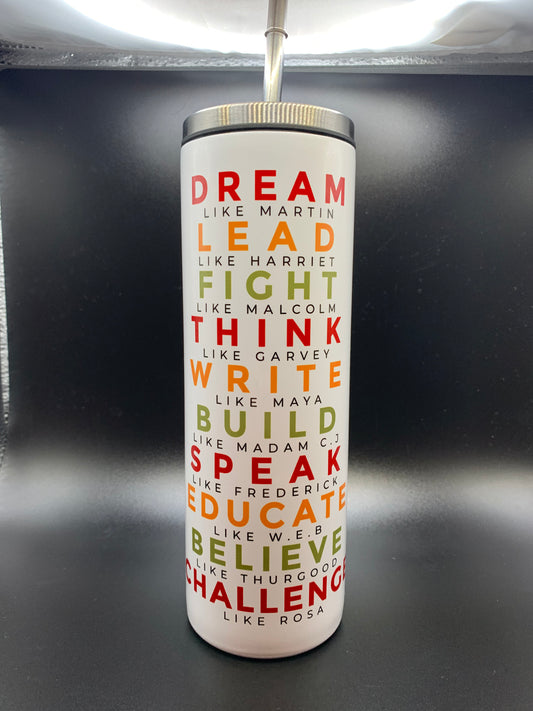 DREAM
LIKE MARTIN
LEAD
LIKE HARRIET
FIGHT
LIKE MALCOLM
THINK
LIKE GARVEY
WRITE
LIKE MAYA
BUILD
LIKE MADAM C.J
SPEAK
LIKE FREDERICK
EDUCATE
LIKE W.E.B
BELIEVE
LIKE THURGOOD
CHALLENGE
LIKE ROSA